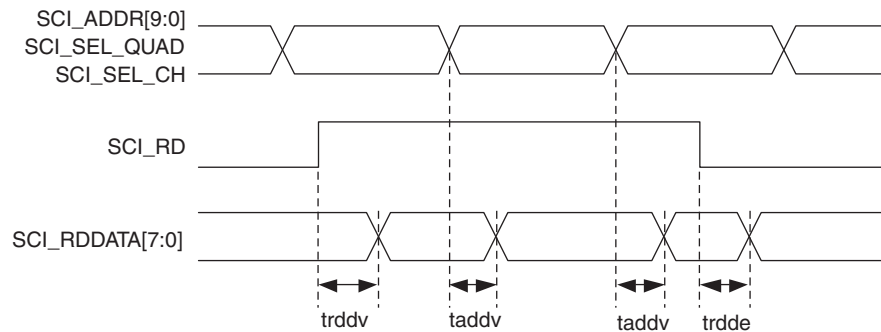 SCI_ADDR[9:0]
SCI_SEL_QUAD
SCI_SEL_CH
SCI_RD
SCI_RDDATA[7:0]
trddv
taddv
taddv
trdde